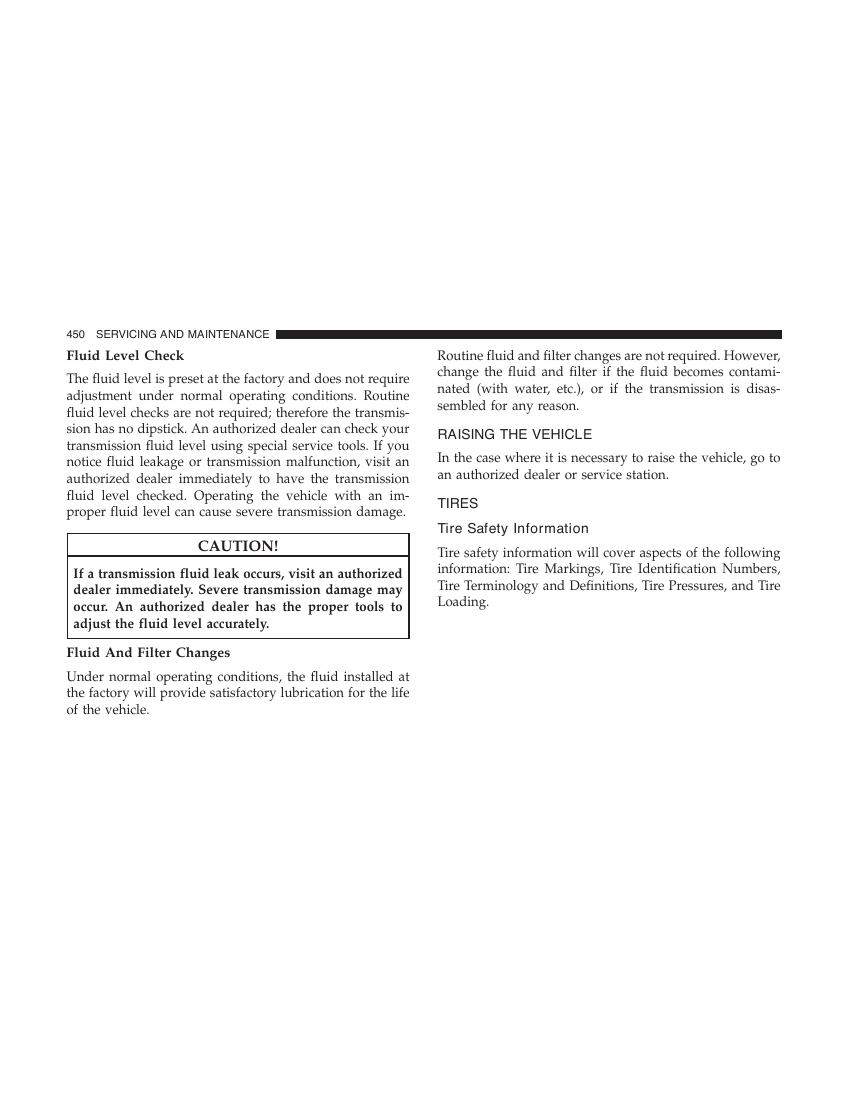 450 SERVICING AND MAINTENANCE
Fluid Level Check
The fluid level is preset at the factory and does not require
adjustment under normal operating conditions. Routine
fluid level checks are not required; therefore the transmis-
sion has no dipstick. An authorized dealer can check your
transmission fluid level using special service tools. If you
notice fluid leakage or transmission malfunction, visit an
authorized dealer immediately to have the transmission
fluid level checked. Operating the vehicle with an im-
proper fluid level can cause severe transmission damage.
CAUTION!
If a transmission fluid leak occurs, visit an authorized
dealer immediately. Severe transmission damage may
occur. An authorized dealer has the proper tools to
adjust the fluid level accurately.
Fluid And Filter Changes
Under normal operating conditions, the fluid installed at
the factory will provide satisfactory lubrication for the life
of the vehicle.
Routine fluid and filter changes are not required. However,
change the fluid and filter if the fluid becomes contami-
nated (with water, etc.), or if the transmission is disas-
sembled for any reason.
RAISING THE VEHICLE
In the case where it is necessary to raise the vehicle, go to
an authorized dealer or service station.
TIRES
Tire Safety Information
Tire safety information will cover aspects of the following
information: Tire Markings, Tire Identification Numbers,
Tire Terminology and Definitions, Tire Pressures, and Tire
Loading.